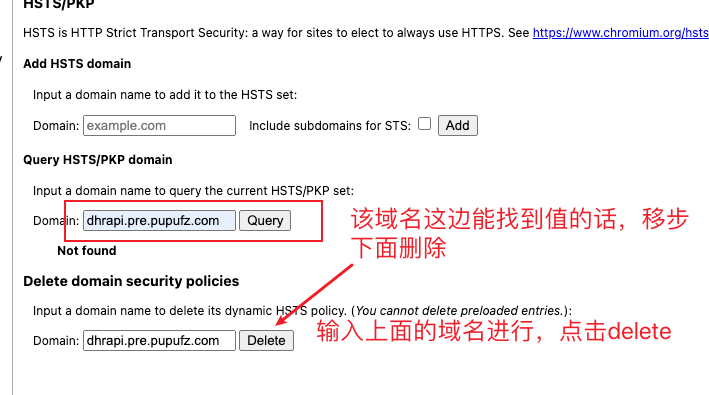 HSTS/PKP
HSTS is HTTP Strict Transport Security: a way for sites to elect to always use HTTPS. See https://www.chromium.org/hsts
Add HSTS domain
Input a domain name to add it to the HSTS set:
Domain: example.com Include subdomains for STS: Add
Query HSTS/PKP domain
Input a domain name to query the current HSTS/PKP set:
Domain: dhrapi.pre.pupufz.com Query
该域名这边能找到值的话，移步
下面删除
Not found
Delete domain security policies
Input a domain name to delete its dynamic HSTS policy. (You cannot delete preloaded entries.):
Domain: dhrapi.pre.pupufz.com Delete
输入上面的域名进行，点击delete